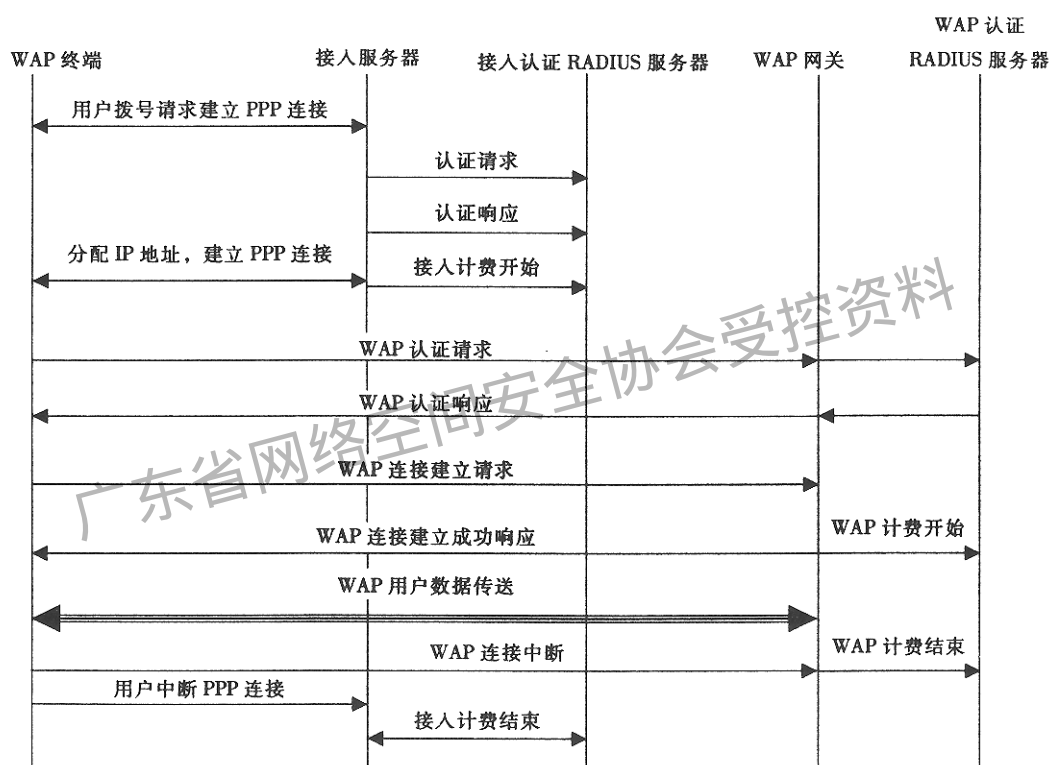 WAP 认证
WAP 终端
接入服务器
接入认证 RADIUS 服务器
WAP 网关
RADIUS 服务器
用户拨号请求建立 PPP 连接
认证请求
认证响应
分配 IP 地址，建立 PPP 连接
接入计费开始
WAP 认证请求
WAP 认证响应
WAP 连接建立请求
WAP 连接建立成功响应
WAP 计费开始
WAP 用户数据传送
WAP 连接中断
WAP 计费结束
用户中断 PPP 连接
接入计费结束
广东省网络空间安全协会受控资料